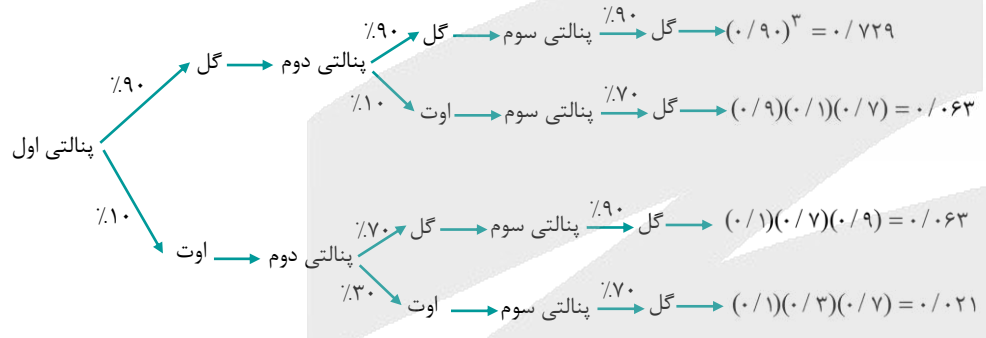 پنالتی اول
٪۹۰ گل پنالتی دوم ٪۹۰ گل پنالتی سوم ٪۹۰ گل (۰/۹۰)^۳ = ۰/۷۲۹
٪۱۰ اوت پنالتی سوم ٪۷۰ گل (۰/۹)(۰/۱)(۰/۷) = ۰/۰۶۳
٪۱۰ اوت پنالتی دوم ٪۷۰ گل پنالتی سوم ٪۹۰ گل (۰/۱)(۰/۷)(۰/۹) = ۰/۰۶۳
٪۳۰ اوت پنالتی سوم ٪۷۰ گل (۰/۱)(۰/۳)(۰/۷) = ۰/۰۲۱